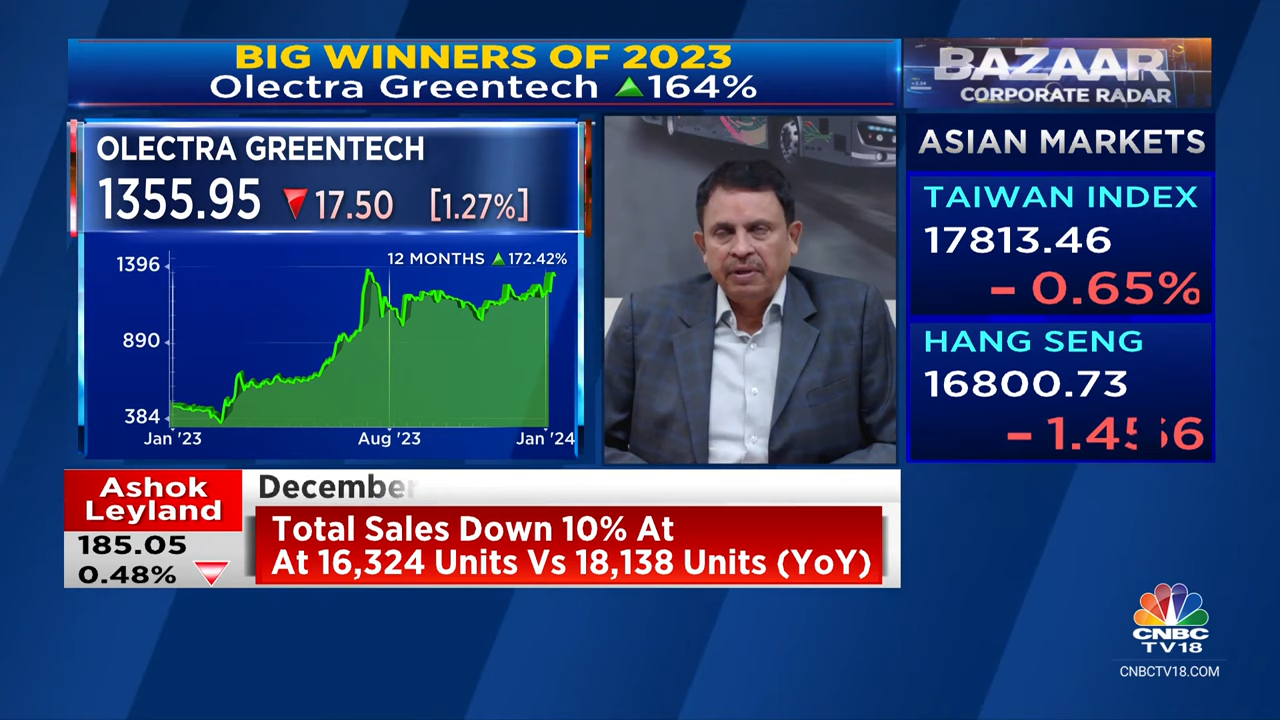 BIG WINNERS OF 2023
Olectra Greentech ▲164%
BAZAAR
CORPORATE RADAR
OLECTRA GREENTECH
1355.95 ▼ 17.50 [1.27%]
12 MONTHS ▲ 172.42%
1396
890
384
Jan '23 Aug '23 Jan '24
ASIAN MARKETS
TAIWAN INDEX
17813.46
- 0.65%
HANG SENG
16800.73
Ashok
Leyland
185.05
0.48% ▼
December
Total Sales Down 10% At
At 16,324 Units Vs 18,138 Units (YoY)
CNBC
TV18
CNBCTV18.COM